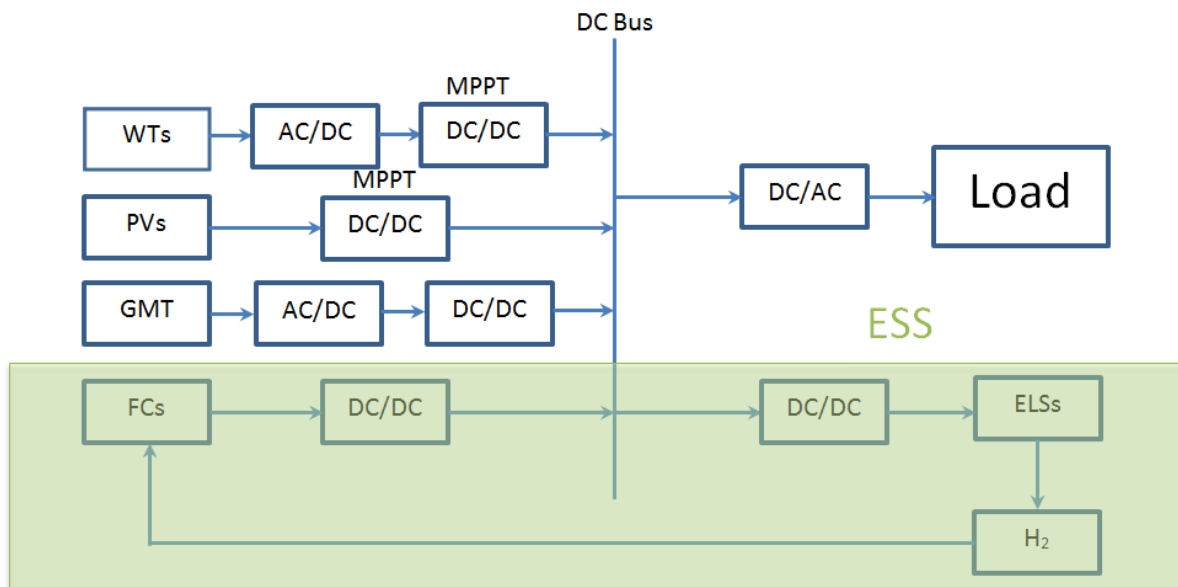 DC Bus
MPPT
WTs
AC/DC
DC/DC
MPPT
PVs
DC/DC
DC/AC
Load
GMT
AC/DC
DC/DC
ESS
FCs
DC/DC
DC/DC
ELSs
H₂